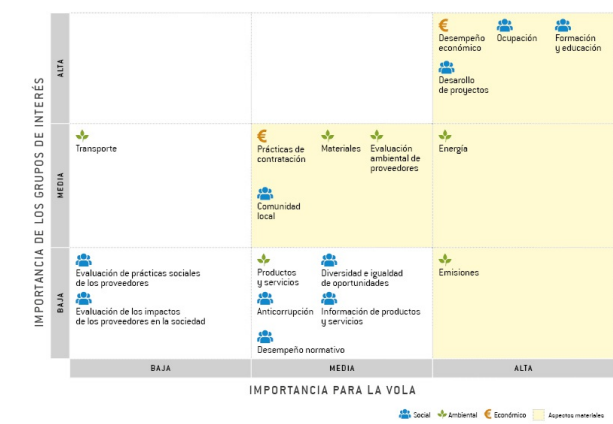 IMPORTANCIA DE LOS GRUPOS DE INTERÉS
ALTA
Desempeño
económico
Ocupación
Formación
y educación
Desarollo
de proyectos
MEDIA
Transporte
Prácticas de
contratación
Materiales
Evaluación
ambiental de
proveedores
Comunidad
local
Energía
BAJA
Evaluación de prácticas sociales
de los proveedores
Evaluación de los impactos
de los proveedores en la sociedad
Productos
y servicios
Diversidad e igualdad
de oportunidades
Anticorrupción
Información de productos
y servicios
Desempeño normativo
Emisiones
BAJA
MEDIA
ALTA
IMPORTANCIA PARA LA VOLA
Social
Ambiental
€ Económico
Aspectos materiales